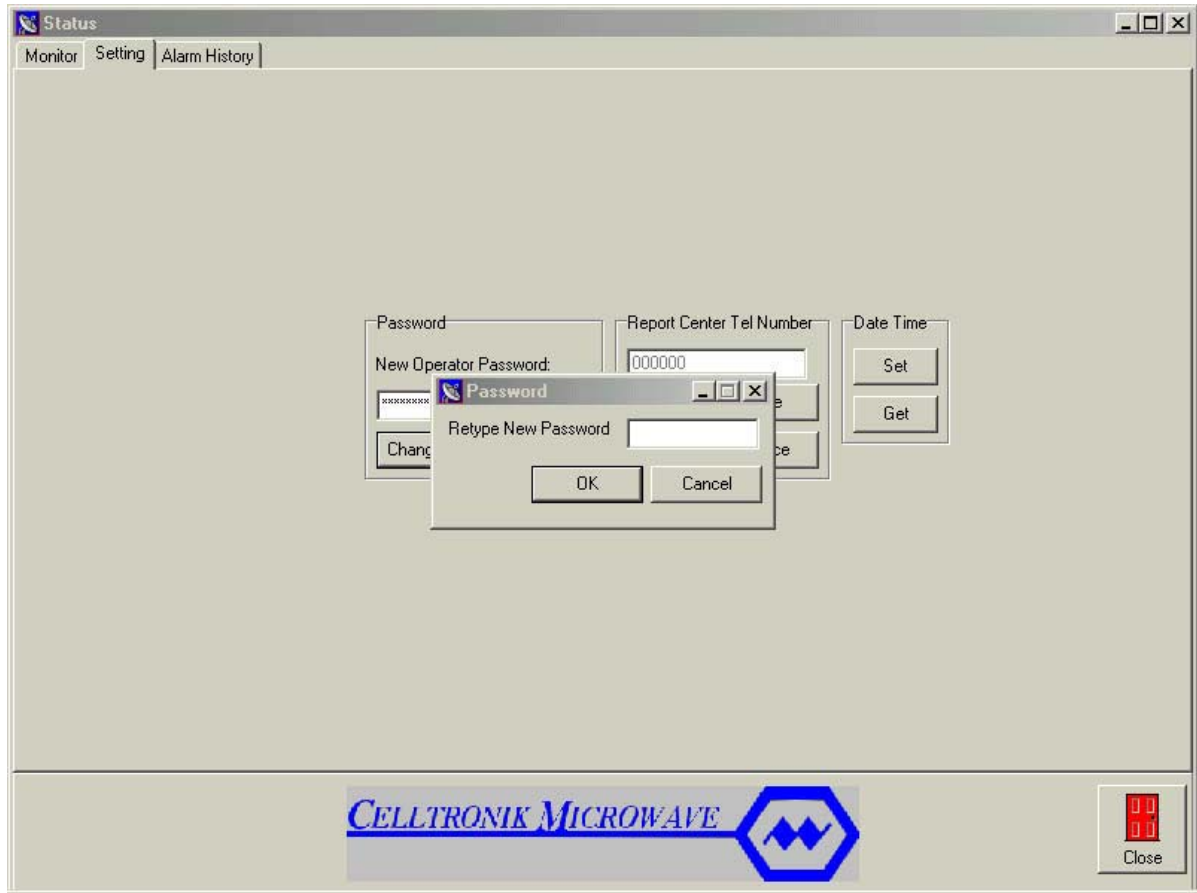 Status
Monitor Setting Alarm History
Password
New Operator Password:
********
Chang
Report Center Tel Number
000000
e
ce
Date Time
Set
Get
Password
Retype New Password
OK Cancel
CELLTRONIK MICROWAVE
Close